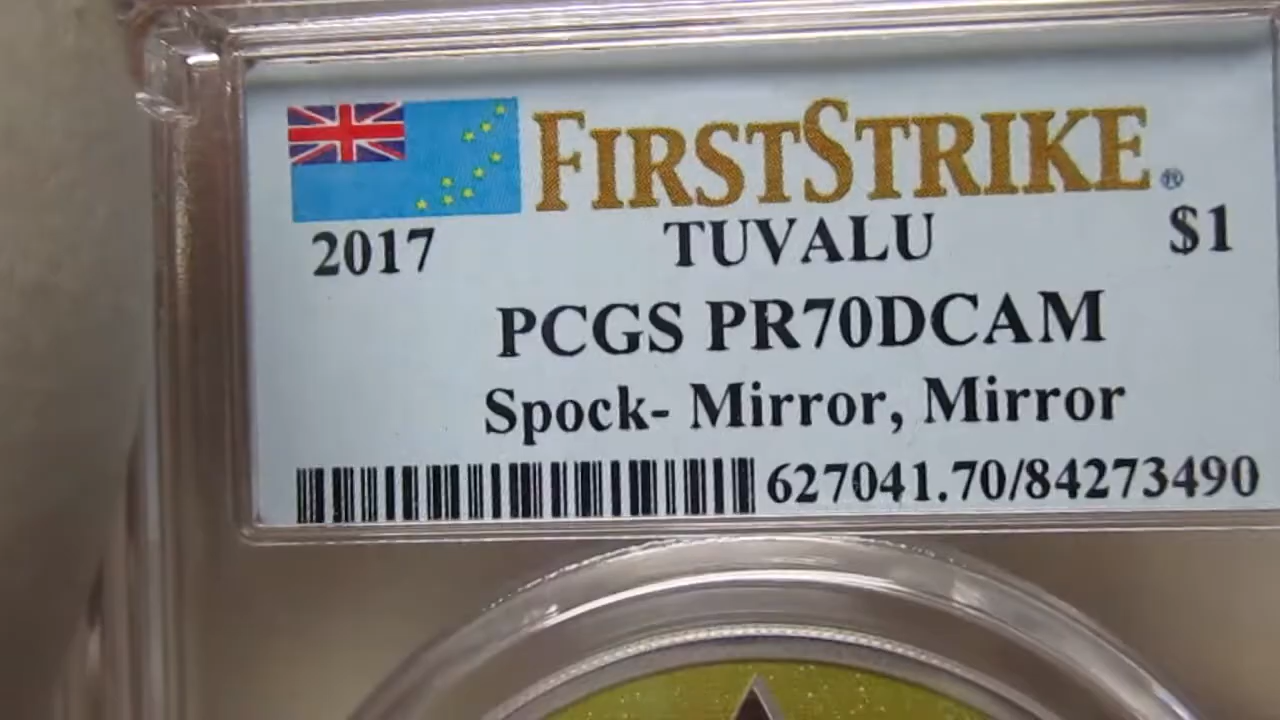 FIRSTSTRIKE®
2017 TUVALU $1
PCGS PR70DCAM
Spock- Mirror, Mirror
627041.70/84273490